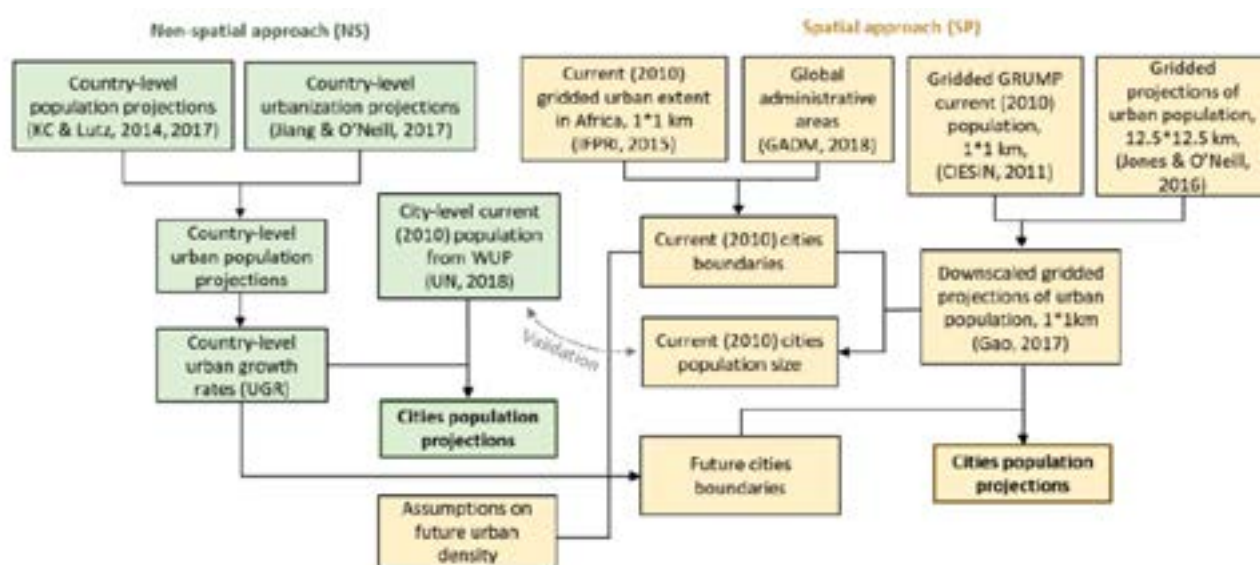 Non-spatial approach (NS)
Spatial approach (SP)
Country-level
population projections
(KC & Lutz, 2014, 2017)
Country-level
urbanization projections
(Jiang & O'Neill, 2017)
Current (2010)
gridded urban extent
in Africa, 1*1 km
(IFPRI, 2015)
Global
administrative
areas
(GADM, 2018)
Gridded GRUMP
current (2010)
population,
1*1 km,
(CIESIN, 2011)
Gridded
projections of
urban population,
12.5*12.5 km,
(Jones & O'Neill,
2016)
Country-level
urban population
projections
City-level current
(2010) population
from WUP
(UN, 2018)
Current (2010) cities
boundaries
Downscaled gridded
projections of urban
population, 1*1km
(Gao, 2017)
Validation
Country-level
urban growth
rates (UGR)
Current (2010) cities
population size
Cities population
projections
Future cities
boundaries
Cities population
projections
Assumptions on
future urban
density